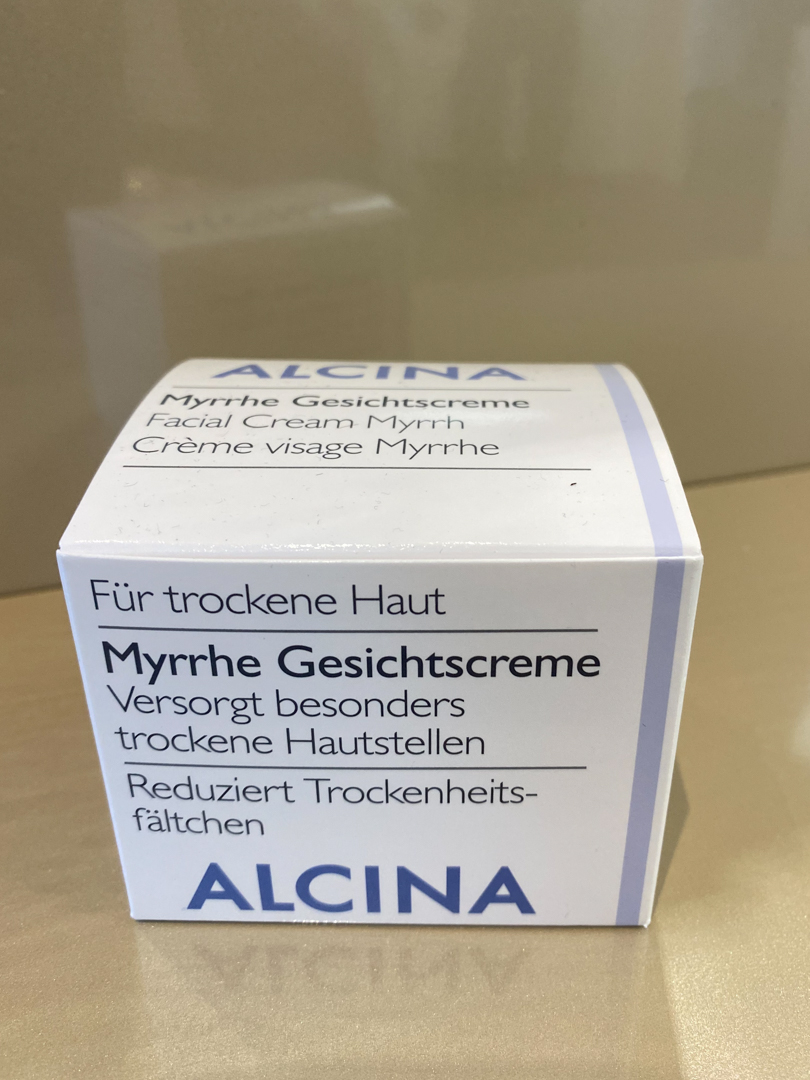 ALCINA
Myrrhe Gesichtscreme
Facial Cream Myrrh
Crème visage Myrrhe
Für trockene Haut
Myrrhe Gesichtscreme
Versorgt besonders
trockene Hautstellen
Reduziert Trockenheits-
fältchen
ALCINA